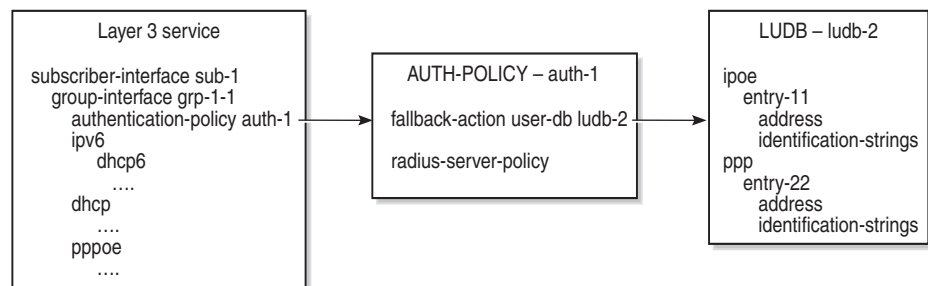 Layer 3 service
subscriber-interface sub-1
group-interface grp-1-1
authentication-policy auth-1
ipv6
dhcp6
....
dhcp
....
pppoe
....
AUTH-POLICY – auth-1
fallback-action user-db ludb-2
radius-server-policy
LUDB – ludb-2
ipoe
entry-11
address
identification-strings
ppp
entry-22
address
identification-strings